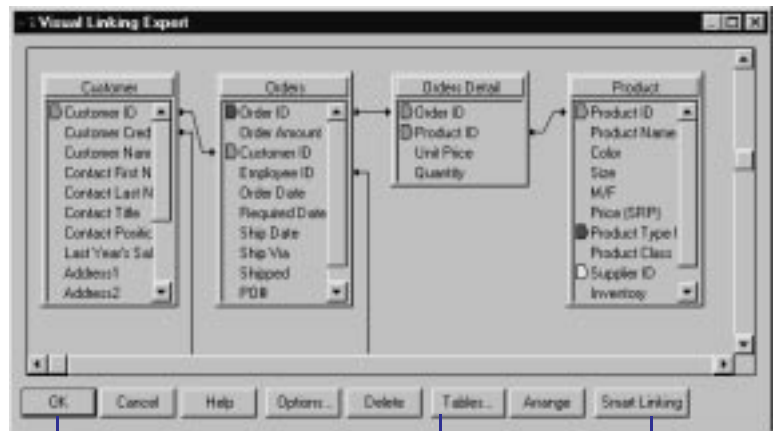 Visual Linking Expert
Customer
Customer ID
Customer Cred
Customer Nam
Contact First N
Contact Last N
Contact Title
Contact Positic
Last Year's Sal
Address1
Address2
Orders
Order ID
Order Amount
Customer ID
Employee ID
Order Date
Required Date
Ship Date
Ship Via
Shipped
PO#
Orders Detail
Order ID
Product ID
Unit Price
Quantity
Product
Product ID
Product Name
Color
Size
M/F
Price (SRP)
Product Type I
Product Class
Supplier ID
Inventory
OK Cancel Help Options... Delete Tables... Arrange Smart Linking